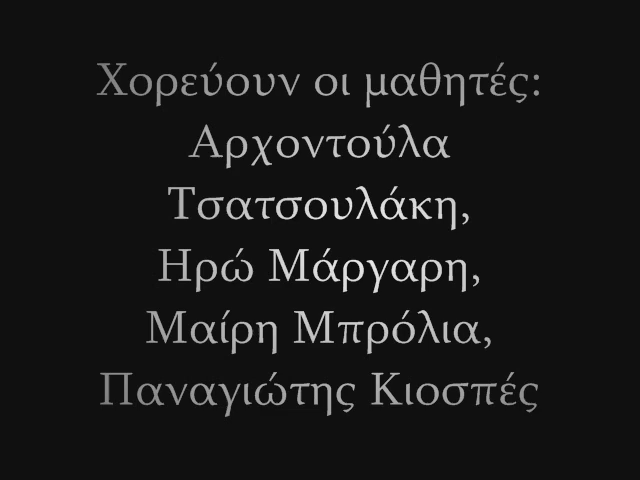 Χορεύουν οι μαθητές:
Αρχοντούλα
Τσατσουλάκη,
Ηρώ Μάργαρη,
Μαίρη Μπρόλια,
Παναγιώτης Κιοσπές